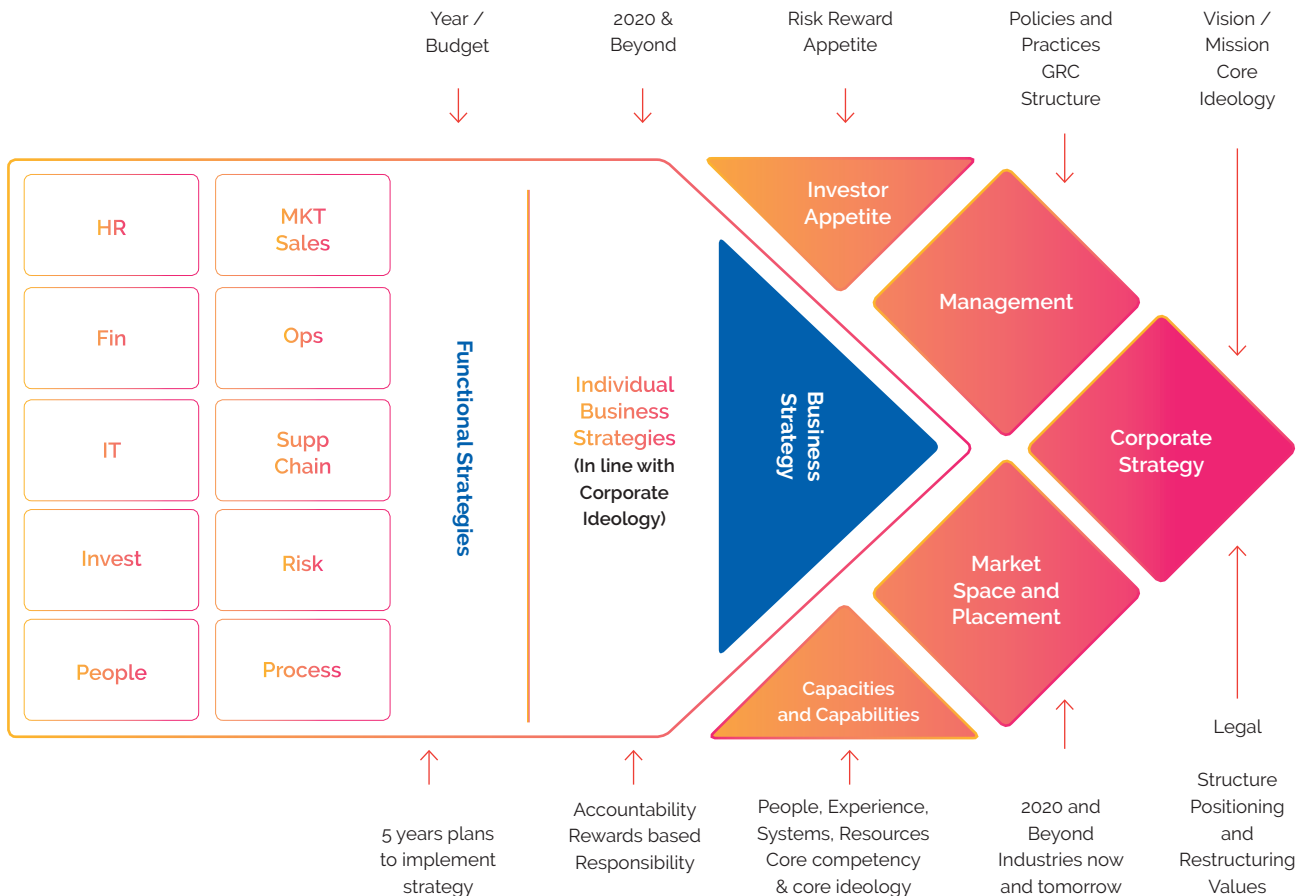 Year /
Budget
2020 &
Beyond
Risk Reward
Appetite
Policies and
Practices
GRC
Structure
Vision /
Mission
Core
Ideology
HR
MKT
Sales
Fin
Ops
IT
Supp
Chain
Invest
Risk
People
Process
Functional Strategies
Individual
Business
Strategies
(In line with
Corporate
Ideology)
Business
Strategy
Investor
Appetite
Management
Corporate
Strategy
Market
Space and
Placement
Capacities
and Capabilities
5 years plans
to implement
strategy
Accountability
Rewards based
Responsibility
People, Experience,
Systems, Resources
Core competency
& core ideology
2020 and
Beyond
Industries now
and tomorrow
Legal
Structure
Positioning
and
Restructuring
Values